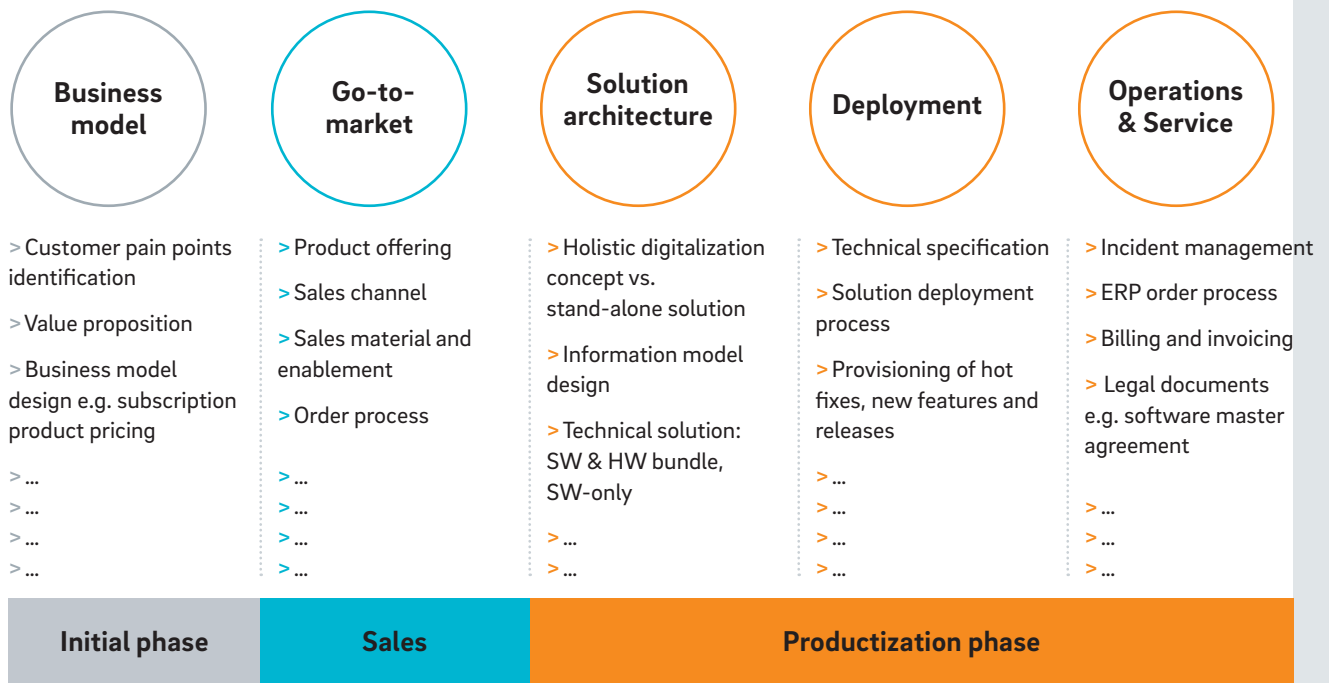 Business
model
Go-to-
market
Solution
architecture
Deployment
Operations
& Service
> Customer pain points
identification
> Value proposition
> Business model
design e.g. subscription
product pricing
> ...
> ...
> ...
> ...
> Product offering
> Sales channel
> Sales material and
enablement
> Order process
> ...
> ...
> ...
> ...
> Holistic digitalization
concept vs.
stand-alone solution
> Information model
design
> Technical solution:
SW & HW bundle,
SW-only
> ...
> ...
> Technical specification
> Solution deployment
process
> Provisioning of hot
fixes, new features and
releases
> ...
> ...
> ...
> ...
> Incident management
> ERP order process
> Billing and invoicing
> Legal documents
e.g. software master
agreement
> ...
> ...
> ...
Initial phase
Sales
Productization phase